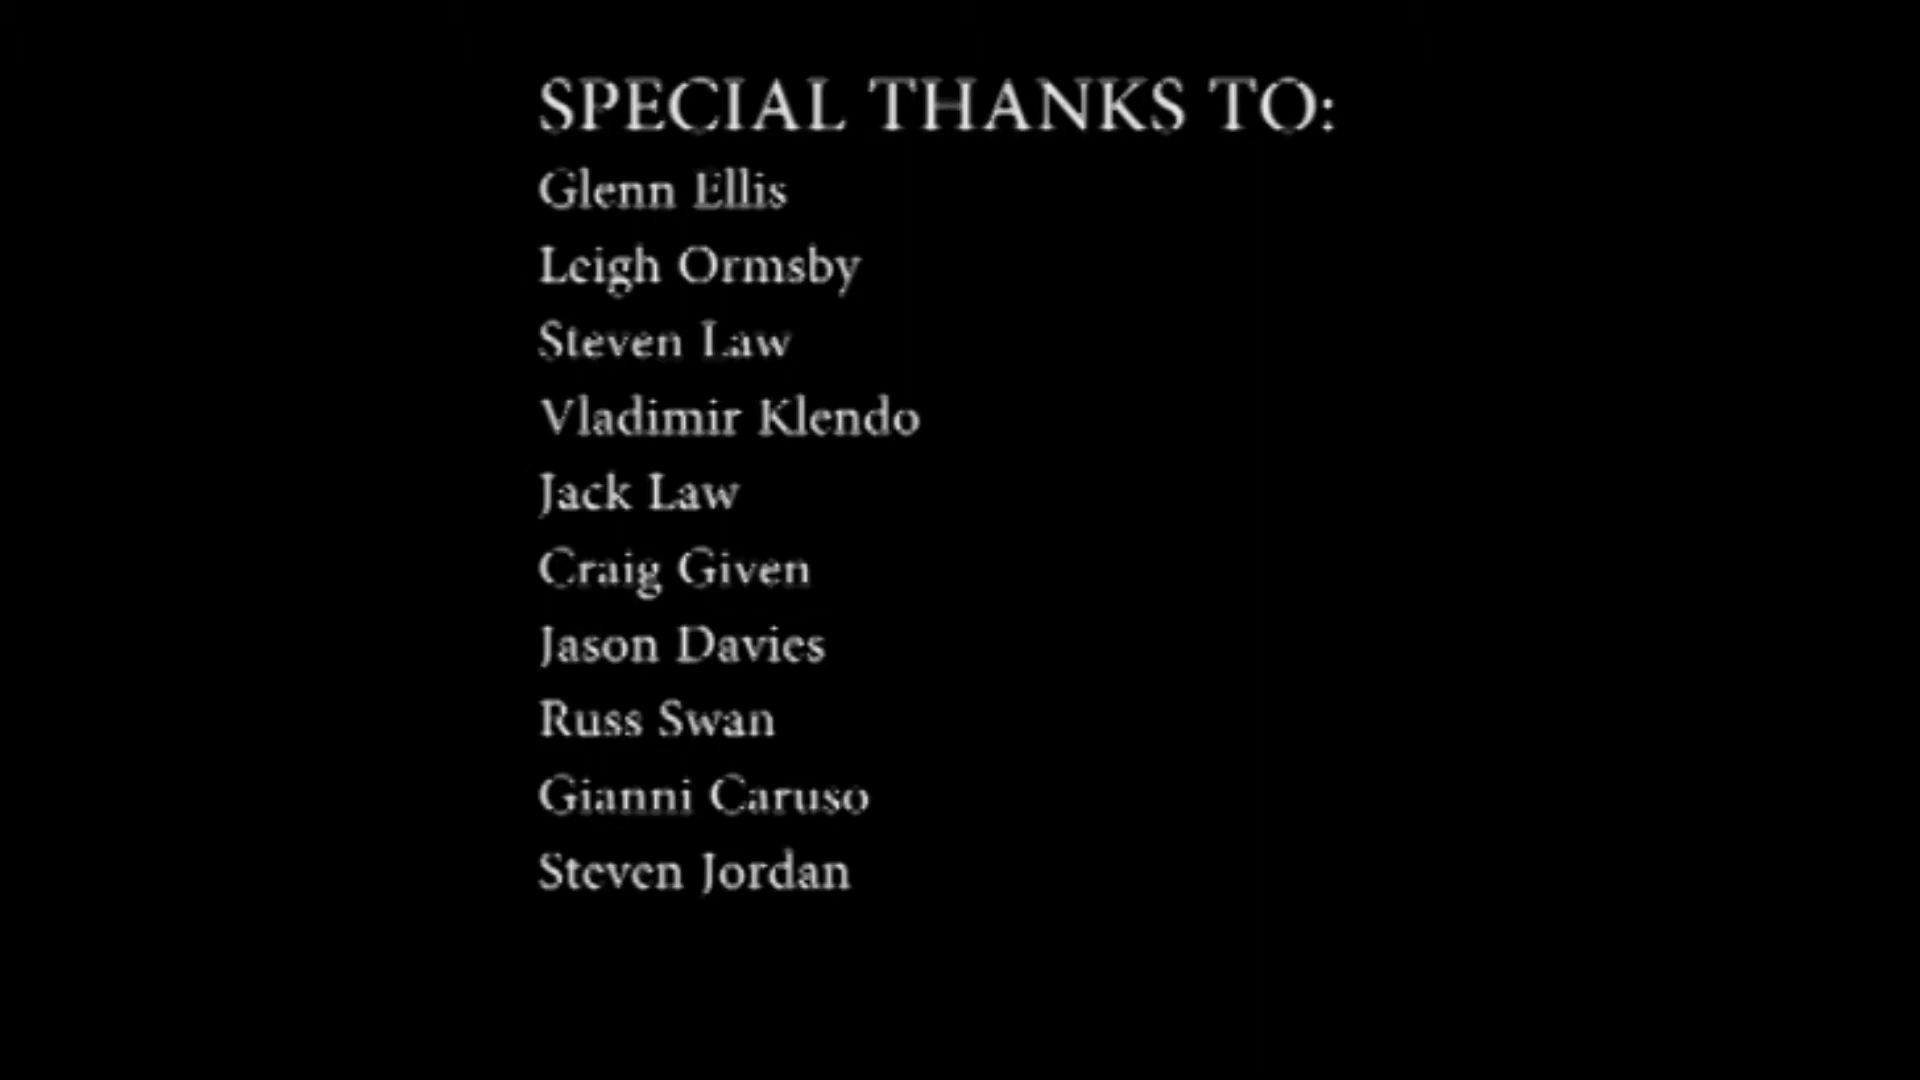 SPECIAL THANKS TO:
Glenn Ellis
Leigh Ormsby
Steven Law
Vladimir Klendo
Jack Law
Craig Given
Jason Davies
Russ Swan
Gianni Caruso
Steven Jordan